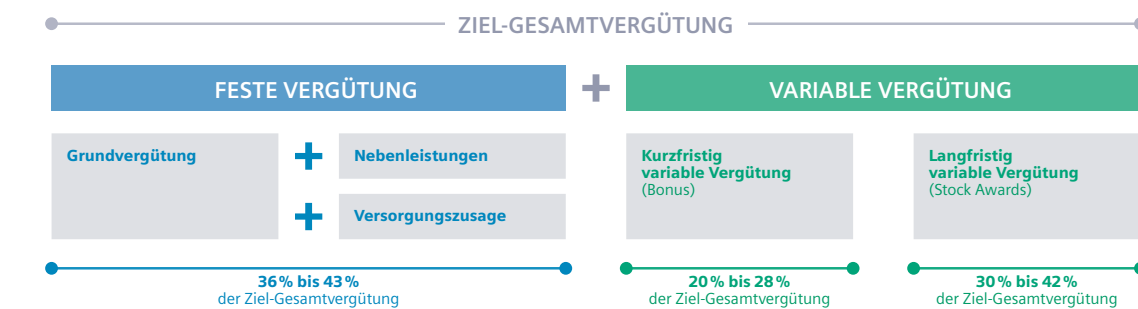 ZIEL-GESAMTVERGÜTUNG
FESTE VERGÜTUNG
+
VARIABLE VERGÜTUNG
Grundvergütung
+
Nebenleistungen
+
Versorgungszusage
Kurzfristig
variable Vergütung
(Bonus)
Langfristig
variable Vergütung
(Stock Awards)
36 % bis 43 %
der Ziel-Gesamtvergütung
20 % bis 28 %
der Ziel-Gesamtvergütung
30 % bis 42 %
der Ziel-Gesamtvergütung